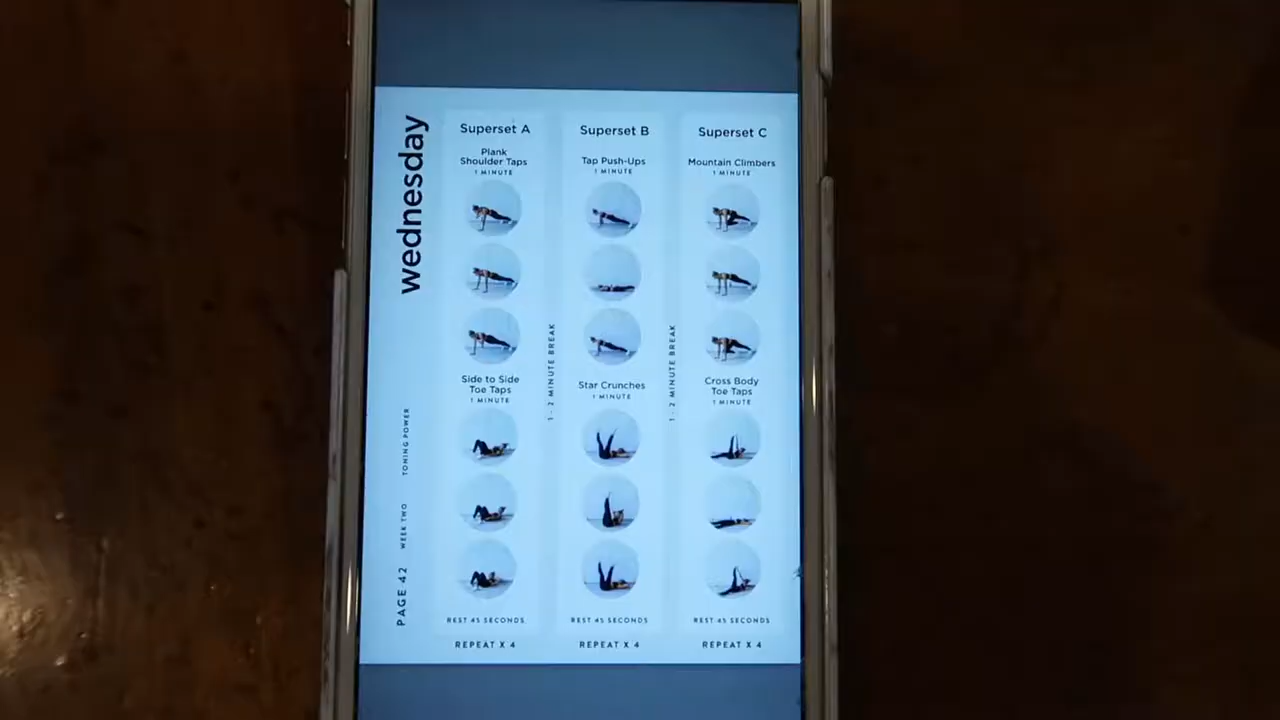 wednesday
PAGE 42
WEEK TWO
TONING POWER
Superset A
Plank
Shoulder Taps
1 MINUTE
Side to Side
Toe Taps
1 MINUTE
REST 45 SECONDS
REPEAT X 4
1 - 2 MINUTE BREAK
Superset B
Tap Push-Ups
1 MINUTE
Star Crunches
1 MINUTE
REST 45 SECONDS
REPEAT X 4
1 - 2 MINUTE BREAK
Superset C
Mountain Climbers
1 MINUTE
Cross Body
Toe Taps
1 MINUTE
REST 45 SECONDS
REPEAT X 4